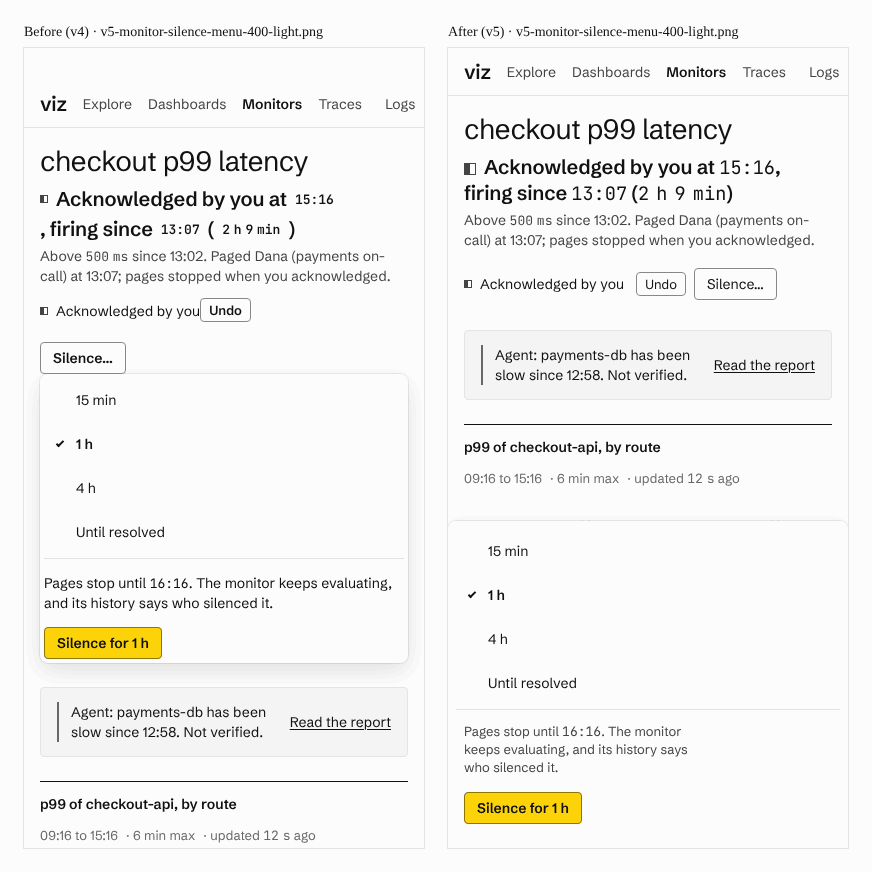 Before (v4) · v5-monitor-silence-menu-400-light.png
viz Explore Dashboards Monitors Traces Logs
checkout p99 latency
Acknowledged by you at 15:16
, firing since 13:07 ( 2 h 9 min )
Above 500 ms since 13:02. Paged Dana (payments on-
call) at 13:07; pages stopped when you acknowledged.
Acknowledged by you Undo
Silence...
15 min
✔ 1 h
4 h
Until resolved
Pages stop until 16:16. The monitor keeps evaluating,
and its history says who silenced it.
Silence for 1 h
Agent: payments-db has been
slow since 12:58. Not verified.
Read the report
p99 of checkout-api, by route
09:16 to 15:16 · 6 min max · updated 12 s ago
After (v5) · v5-monitor-silence-menu-400-light.png
viz Explore Dashboards Monitors Traces Logs
checkout p99 latency
Acknowledged by you at 15:16,
firing since 13:07 (2 h 9 min)
Above 500 ms since 13:02. Paged Dana (payments on-
call) at 13:07; pages stopped when you acknowledged.
Acknowledged by you Undo Silence...
Agent: payments-db has been
slow since 12:58. Not verified.
Read the report
p99 of checkout-api, by route
09:16 to 15:16 · 6 min max · updated 12 s ago
15 min
✔ 1 h
4 h
Until resolved
Pages stop until 16:16. The monitor
keeps evaluating, and its history says
who silenced it.
Silence for 1 h